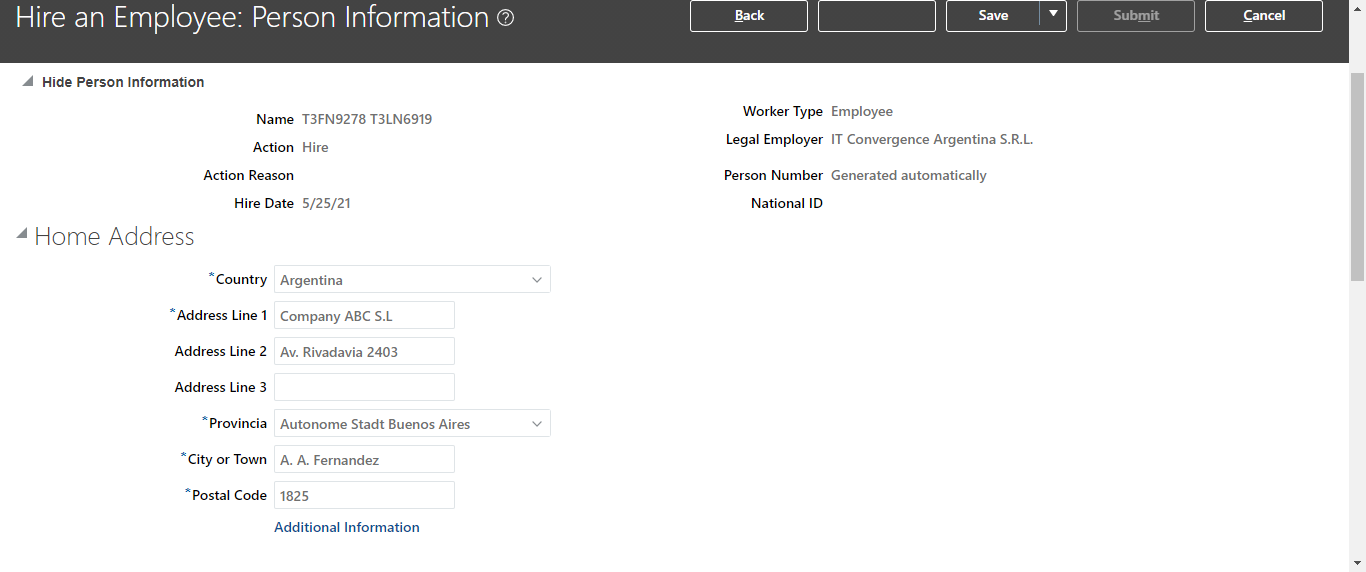 Hire an Employee: Person Information ?
Back
Save
Submit
Cancel
Hide Person Information
Name T3FN9278 T3LN6919
Action Hire
Action Reason
Hire Date 5/25/21
Worker Type Employee
Legal Employer IT Convergence Argentina S.R.L.
Person Number Generated automatically
National ID
Home Address
*Country Argentina
*Address Line 1 Company ABC S.L
Address Line 2 Av. Rivadavia 2403
Address Line 3
*Provincia Autonome Stadt Buenos Aires
*City or Town A. A. Fernandez
*Postal Code 1825
Additional Information